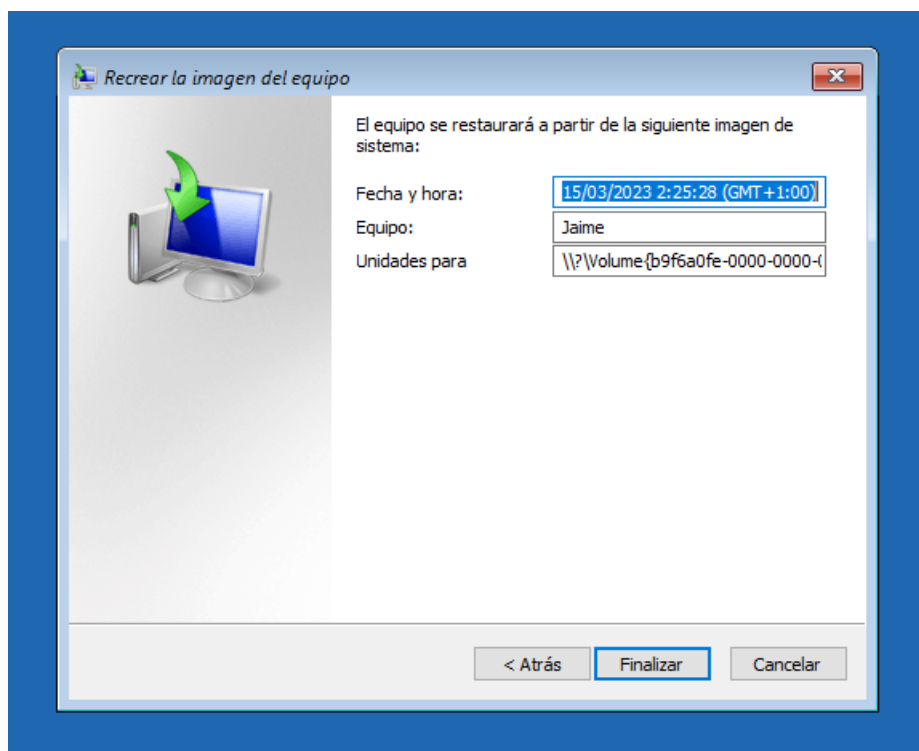 Recrear la imagen del equipo
El equipo se restaurará a partir de la siguiente imagen de
sistema:
Fecha y hora: 15/03/2023 2:25:28 (GMT+1:00)
Equipo: Jaime
Unidades para \\?\Volume{b9f6a0fe-0000-0000-
< Atrás Finalizar Cancelar